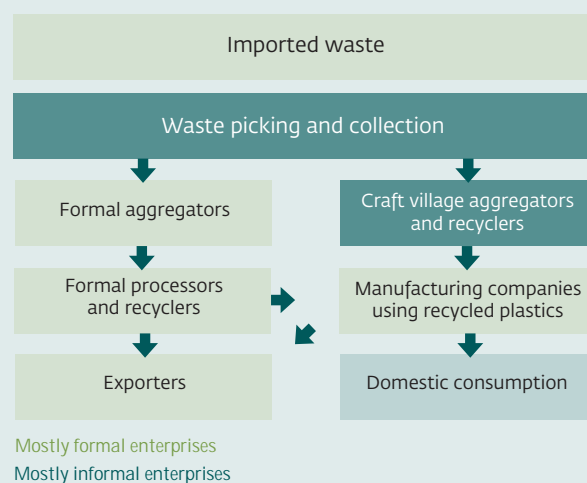 Imported waste
Waste picking and collection
Formal aggregators
Craft village aggregators
and recyclers
Formal processors
and recyclers
Manufacturing companies
using recycled plastics
Exporters
Domestic consumption
Mostly formal enterprises
Mostly informal enterprises